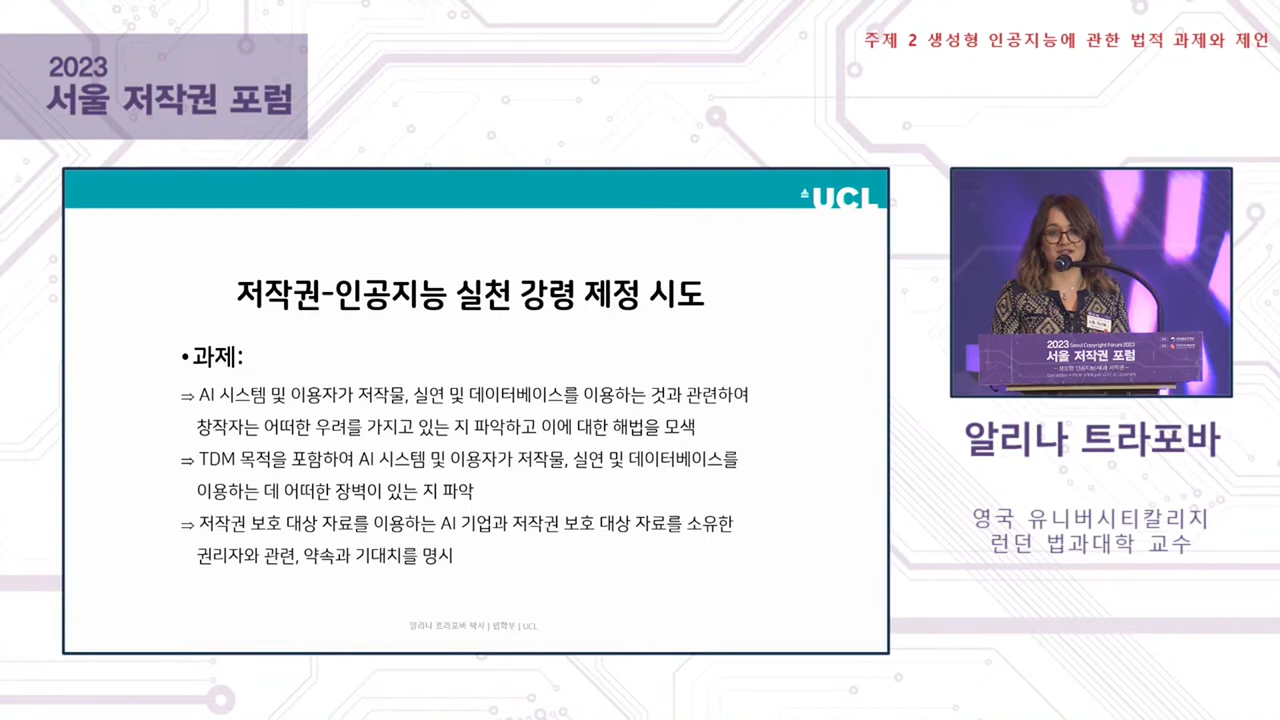 주제 2 생성형 인공지능에 관한 법적 과제와 제언
2023
서울 저작권 포럼
UCL
저작권-인공지능 실천 강령 제정 시도
• 과제:
⇒ AI 시스템 및 이용자가 저작물, 실연 및 데이터베이스를 이용하는 것과 관련하여
창작자는 어떠한 우려를 가지고 있는 지 파악하고 이에 대한 해법을 모색
⇒ TDM 목적을 포함하여 AI 시스템 및 이용자가 저작물, 실연 및 데이터베이스를
이용하는 데 어떠한 장벽이 있는 지 파악
⇒ 저작권 보호 대상 자료를 이용하는 AI 기업과 저작권 보호 대상 자료를 소유한
권리자와 관련, 약속과 기대치를 명시
알리나 트라포바 박사 | 법학부 | UCL
2023 Seoul Copyright Forum 2023
서울 저작권 포럼
알리나 트라포바
영국 유니버시티칼리지
런던 법과대학 교수